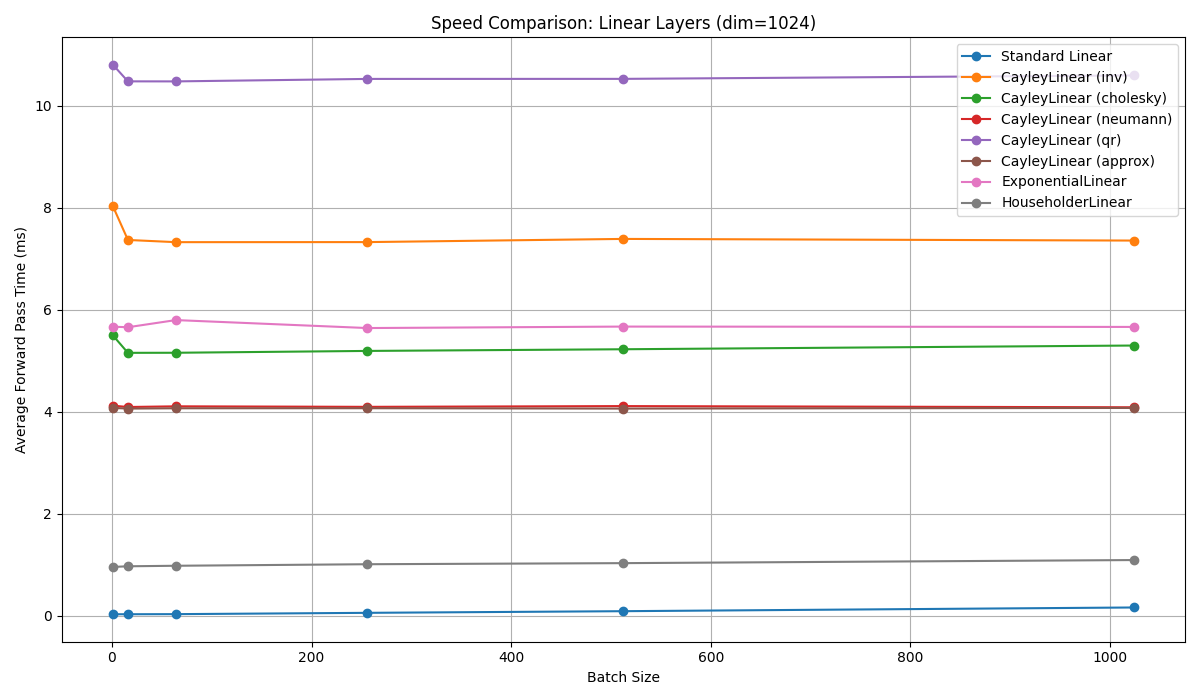 Speed Comparison: Linear Layers (dim=1024)
Average Forward Pass Time (ms)
10
8
6
4
2
0
Standard Linear
CayleyLinear (inv)
CayleyLinear (cholesky)
CayleyLinear (neumann)
CayleyLinear (qr)
CayleyLinear (approx)
ExponentialLinear
HouseholderLinear
0 200 400 600 800 1000
Batch Size